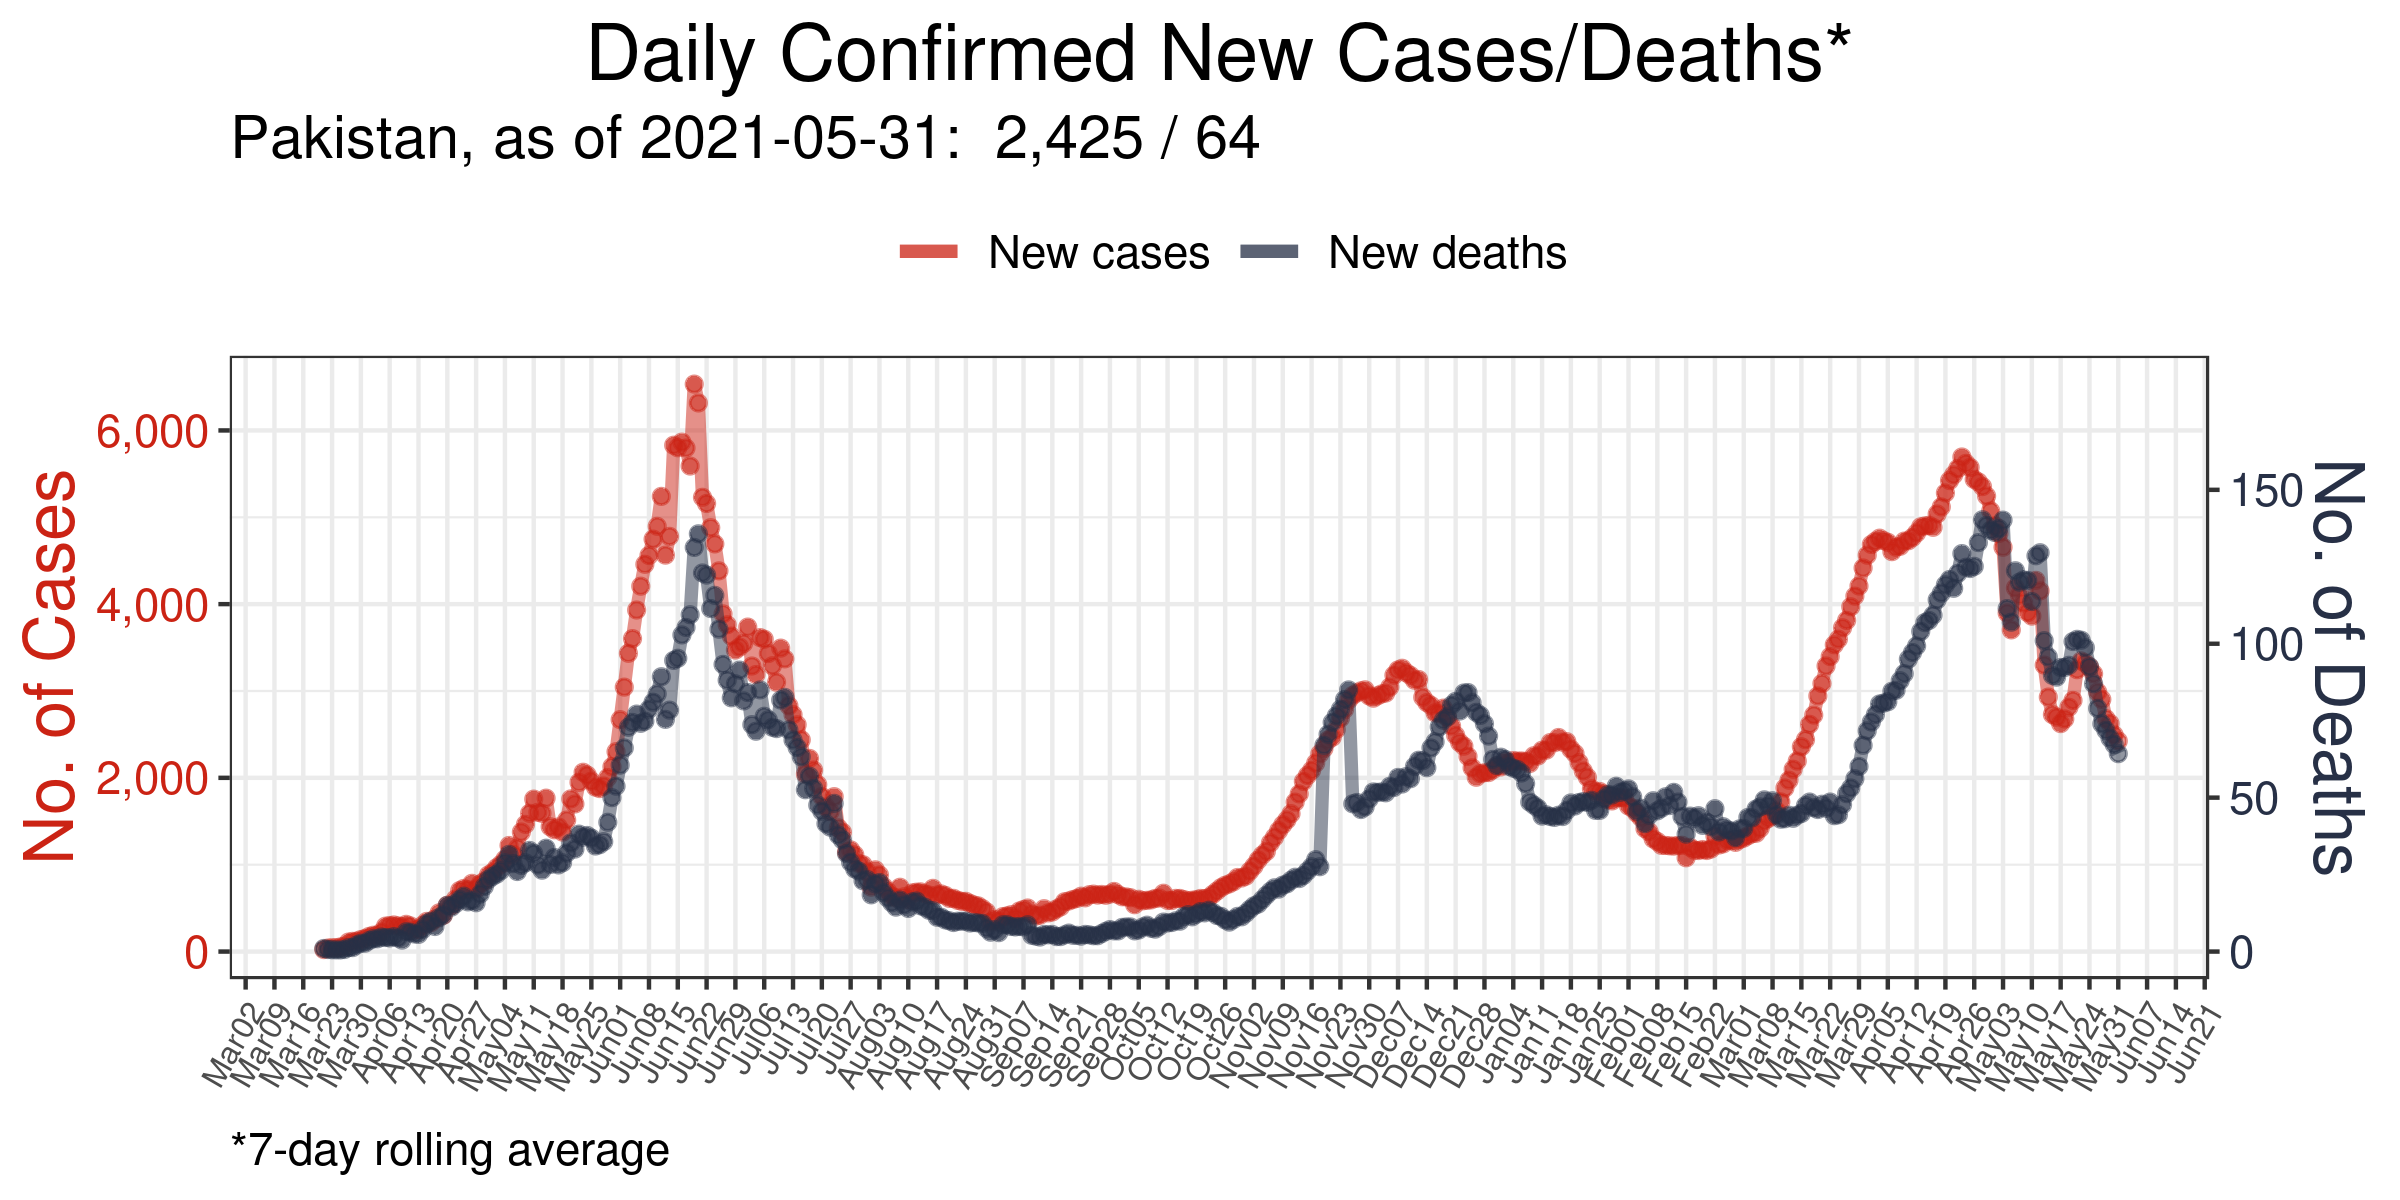 Daily Confirmed New Cases/Deaths*
Pakistan, as of 2021-05-31:  2,425 / 64
New cases New deaths
No. of Cases
6,000
4,000
2,000
0
150
100
50
0
No. of Deaths
Mar02 Mar09 Mar16 Mar23 Mar30 Apr06 Apr13 Apr20 Apr27 May04 May11 May18 May25 Jun01 Jun08 Jun15 Jun22 Jun29 Jul06 Jul13 Jul20 Jul27 Aug03 Aug10 Aug17 Aug24 Aug31 Sep07 Sep14 Sep21 Sep28 Oct05 Oct12 Oct19 Oct26 Nov02 Nov09 Nov16 Nov23 Nov30 Dec07 Dec14 Dec21 Dec28 Jan04 Jan11 Jan18 Jan25 Feb01 Feb08 Feb15 Feb22 Mar01 Mar08 Mar15 Mar22 Mar29 Apr05 Apr12 Apr19 Apr26 May03 May10 May17 May24 May31 Jun07 Jun14 Jun21
*7-day rolling average